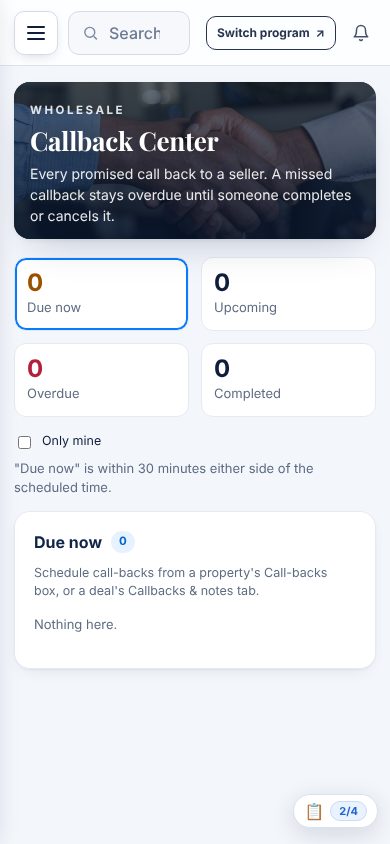 Search
Switch program ↗
WHOLESALE
Callback Center
Every promised call back to a seller. A missed
callback stays overdue until someone completes
or cancels it.
0
Due now
0
Upcoming
0
Overdue
0
Completed
Only mine
"Due now" is within 30 minutes either side of the
scheduled time.
Due now 0
Schedule call-backs from a property's Call-backs
box, or a deal's Callbacks & notes tab.
Nothing here.
2/4